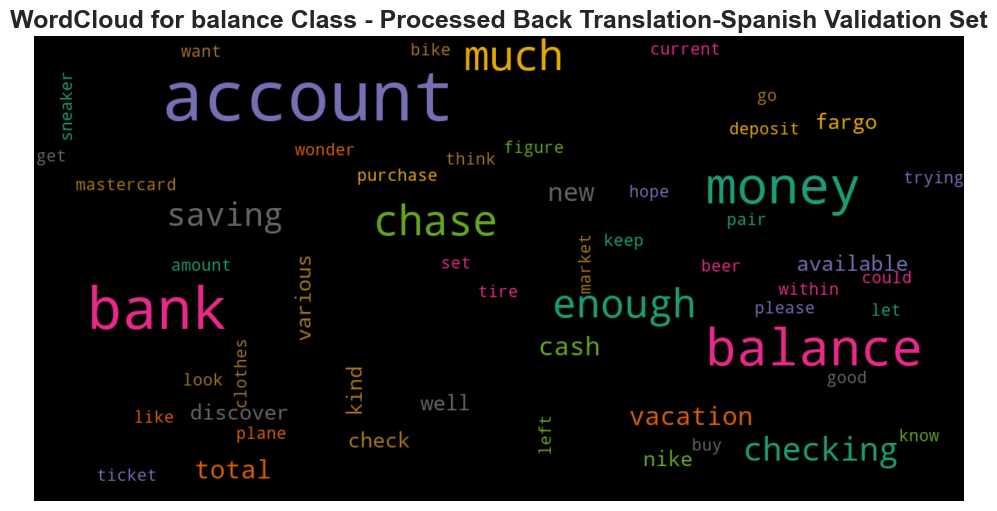 WordCloud for balance Class - Processed Back Translation-Spanish Validation Set
want
bike
much
current
sneaker
account
go
deposit
fargo
get
wonder
think
figure
mastercard
purchase
new
hope
money
trying
saving
chase
pair
keep
amount
various
set
market
beer
available
could
tire
within
bank
enough
please
let
cash
balance
clothes
look
kind
good
like
discover
well
vacation
plane
check
left
buy
checking
know
nike
ticket
total